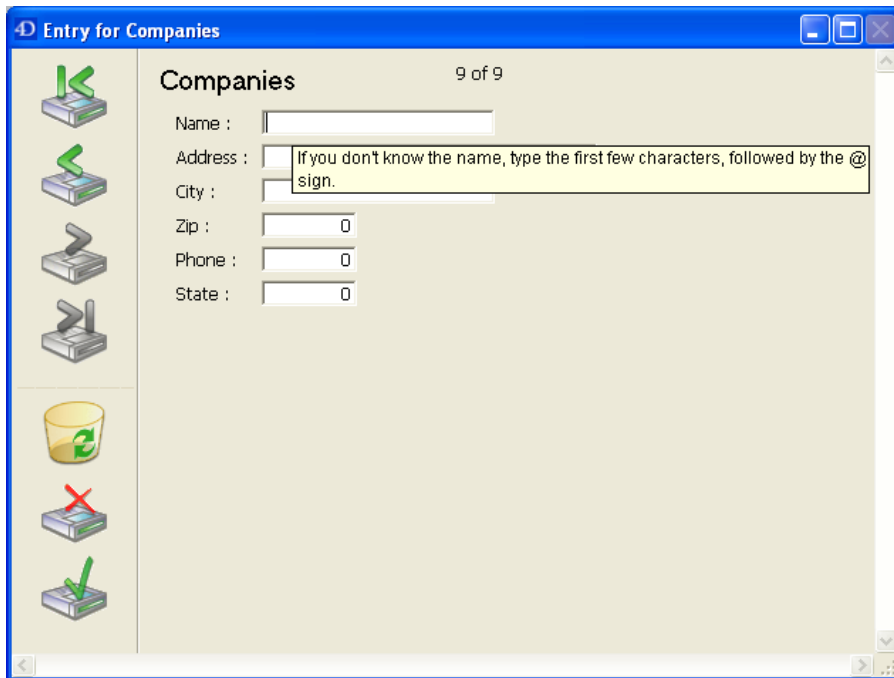 4D Entry for Companies
Companies
9 of 9
Name :
Address :
If you don't know the name, type the first few characters, followed by the @
sign.
City :
Zip : 0
Phone : 0
State : 0